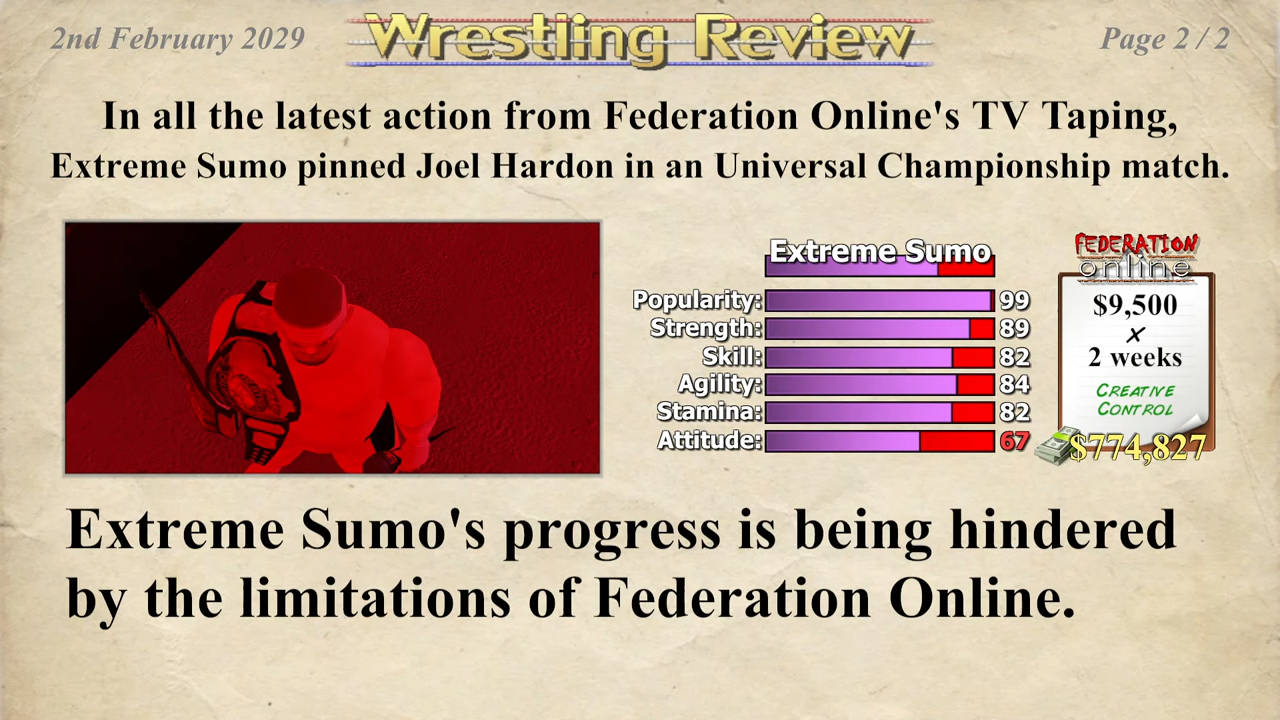 2nd February 2029
Wrestling Review
Page 2 / 2
In all the latest action from Federation Online's TV Taping,
Extreme Sumo pinned Joel Hardon in an Universal Championship match.
Extreme Sumo
Popularity: 99
Strength: 89
Skill: 82
Agility: 84
Stamina: 82
Attitude: 67
FEDERATION
online
$9,500
x
2 weeks
CREATIVE
CONTROL
$774,827
Extreme Sumo's progress is being hindered
by the limitations of Federation Online.